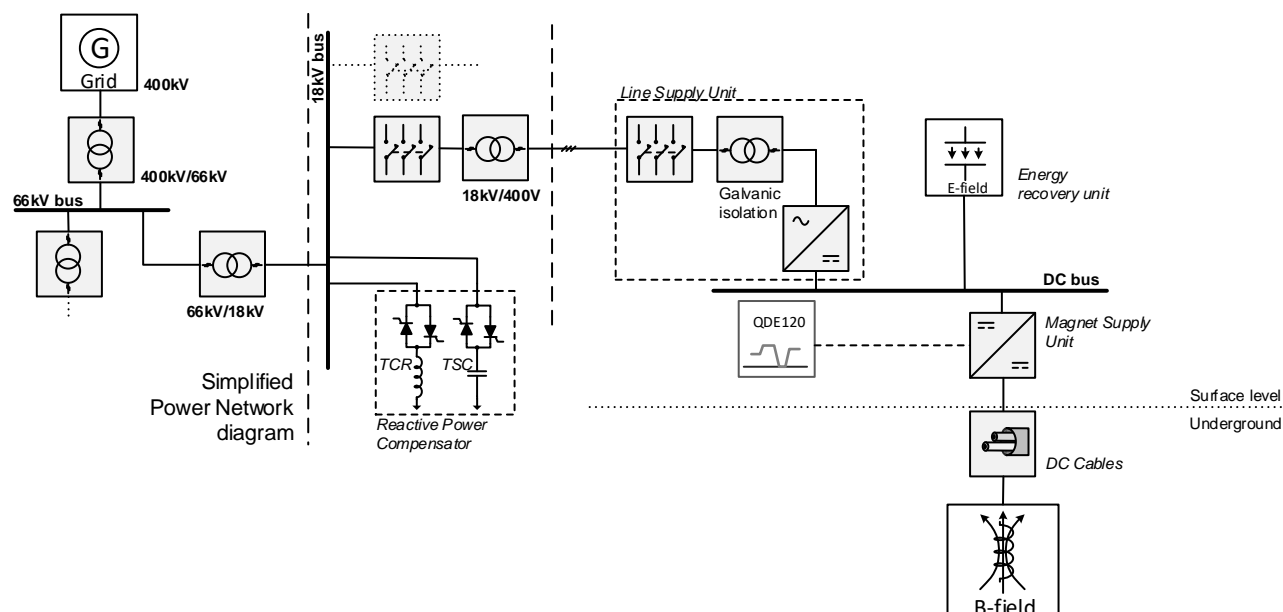 G
Grid
400kV
400kV/66kV
66kV bus
66kV/18kV
Simplified
Power Network
diagram
18kV bus
18kV/400V
TCR
TSC
Reactive Power
Compensator
Line Supply Unit
Galvanic
isolation
E-field
Energy
recovery unit
DC bus
QDE120
Magnet Supply
Unit
Surface level
Underground
DC Cables
B-field